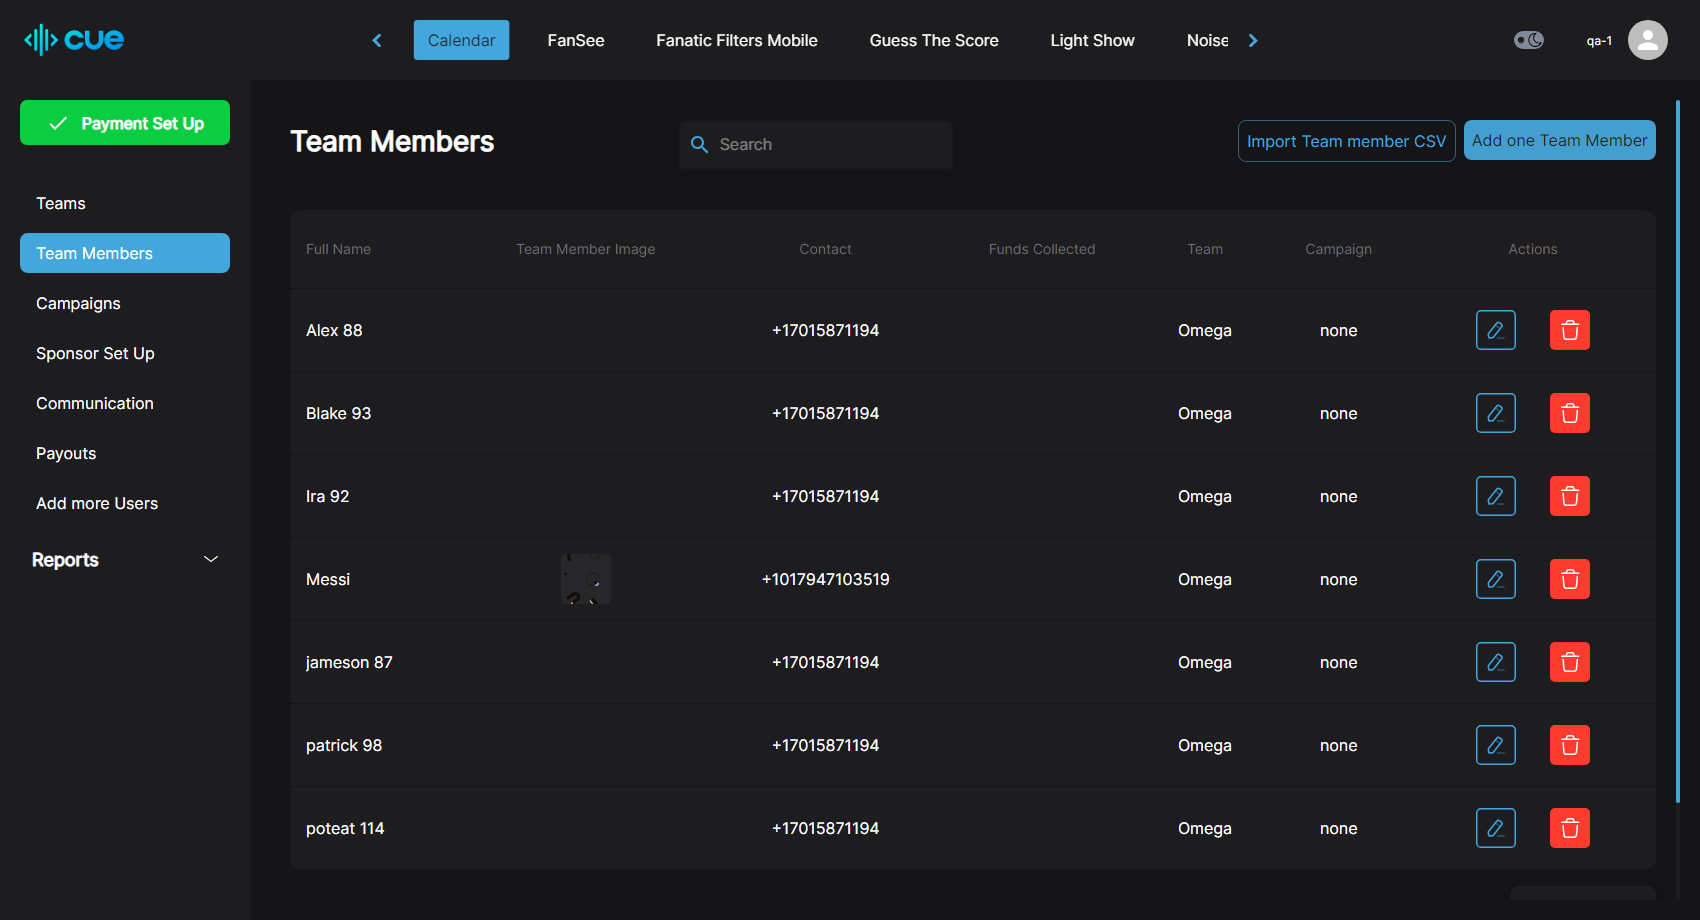 cue
Calendar
FanSee
Fanatic Filters Mobile
Guess The Score
Light Show
Noise
qa-1
Payment Set Up
Teams
Team Members
Campaigns
Sponsor Set Up
Communication
Payouts
Add more Users
Reports
Team Members
Search
Import Team member CSV
Add one Team Member
Full Name Team Member Image Contact Funds Collected Team Campaign Actions
Alex 88 +17015871194 Omega none
Blake 93 +17015871194 Omega none
Ira 92 +17015871194 Omega none
Messi +1017947103519 Omega none
jameson 87 +17015871194 Omega none
patrick 98 +17015871194 Omega none
poteat 114 +17015871194 Omega none